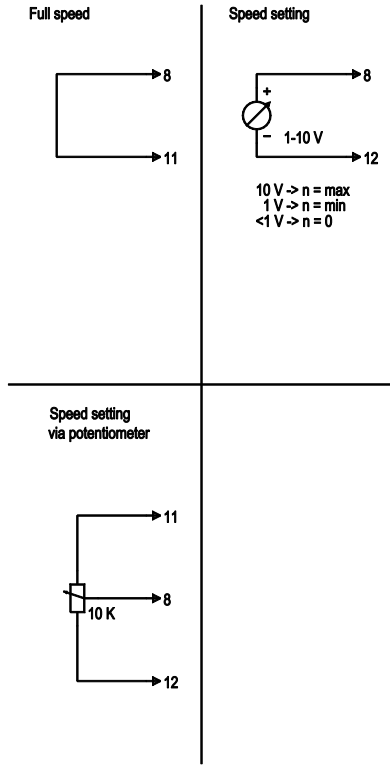 Full speed
8
11
Speed setting
8
+
–
1-10 V
12
10 V -> n = max
1 V -> n = min
<1 V -> n = 0
Speed setting
via potentiometer
11
8
10 K
12